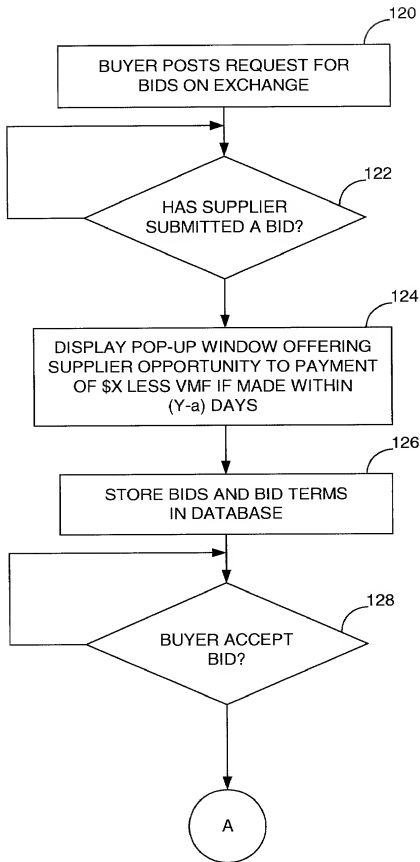 120
BUYER POSTS REQUEST FOR
BIDS ON EXCHANGE
122
HAS SUPPLIER
SUBMITTED A BID?
124
DISPLAY POP-UP WINDOW OFFERING
SUPPLIER OPPORTUNITY TO PAYMENT
OF $X LESS VMF IF MADE WITHIN
(Y-a) DAYS
126
STORE BIDS AND BID TERMS
IN DATABASE
128
BUYER ACCEPT
BID?
A